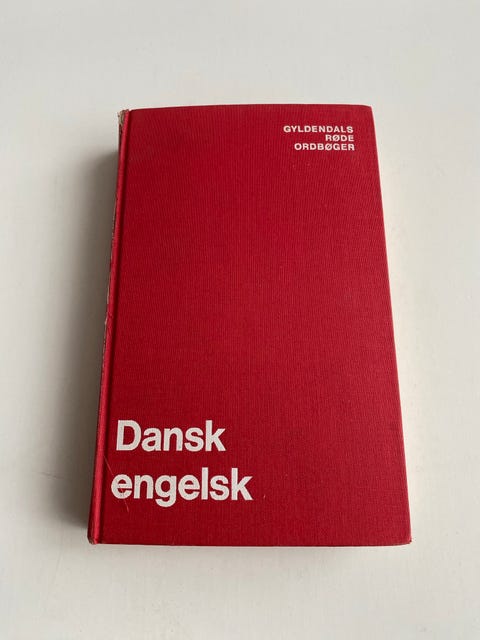 GYLDENDALS
RØDE
ORDBØGER
Dansk
engelsk